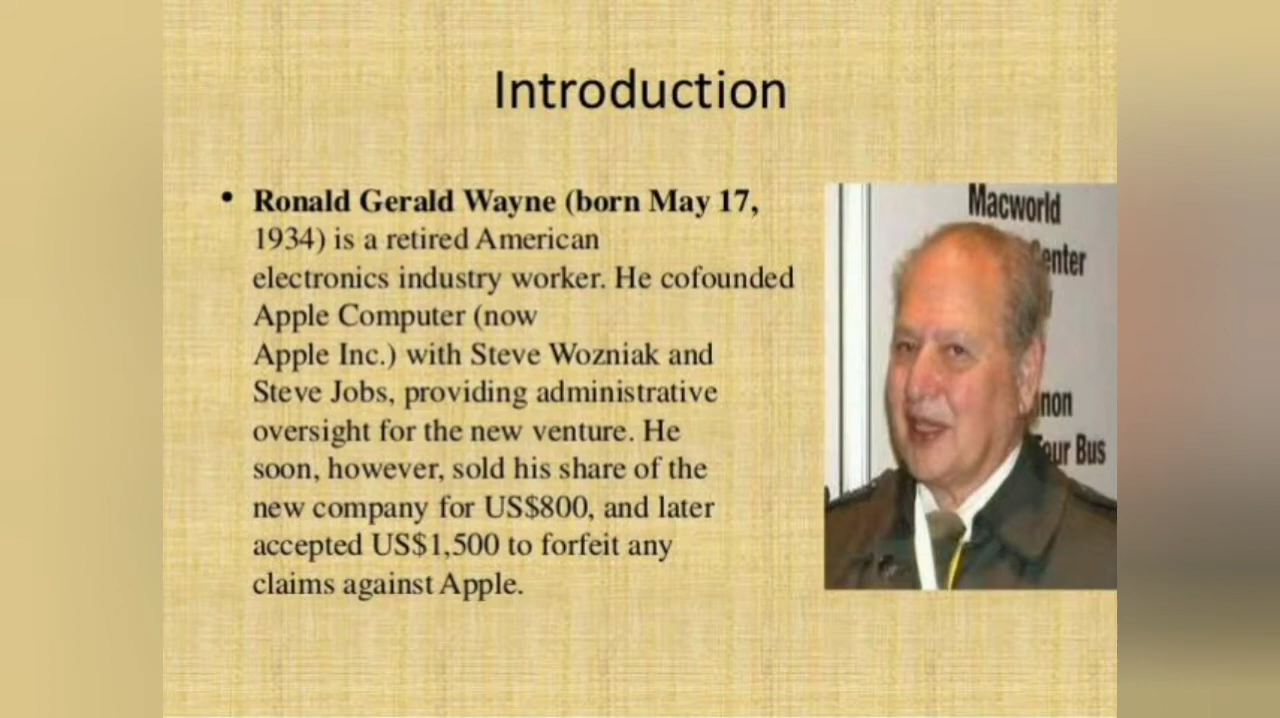 Introduction
• Ronald Gerald Wayne (born May 17,
1934) is a retired American
electronics industry worker. He cofounded
Apple Computer (now
Apple Inc.) with Steve Wozniak and
Steve Jobs, providing administrative
oversight for the new venture. He
soon, however, sold his share of the
new company for US$800, and later
accepted US$1,500 to forfeit any
claims against Apple.
Macworld
enter
non
our Bus